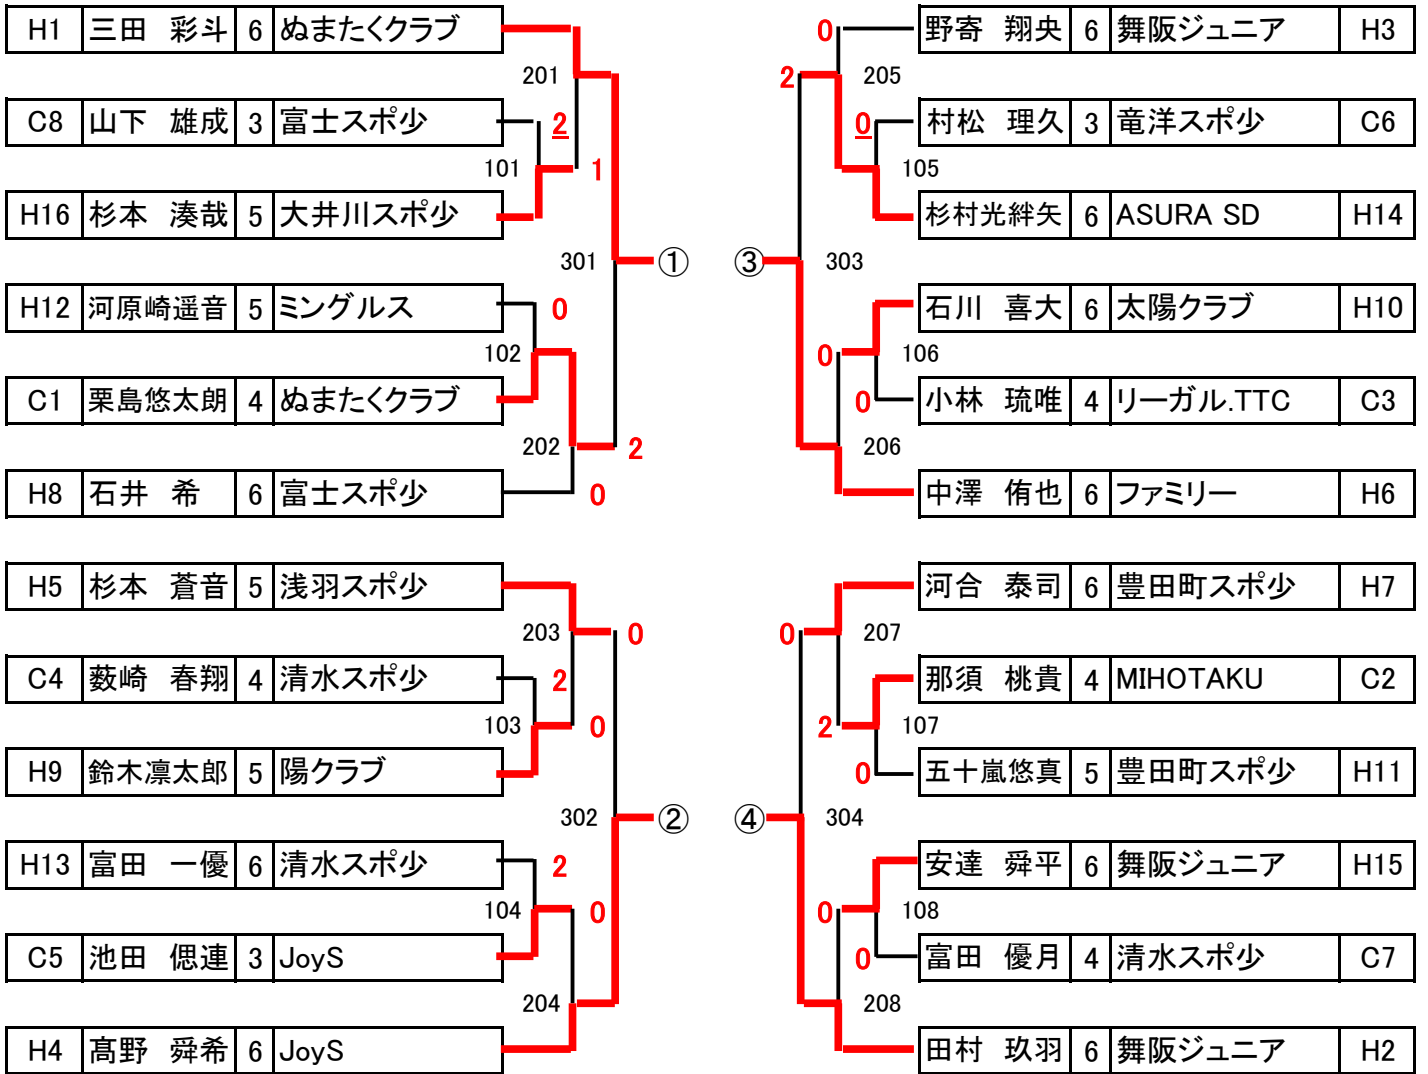 H1 三田　彩斗 6 ぬまたくクラブ
201
C8 山下　雄成 3 富士スポ少 2
101 1
H16 杉本　湊哉 5 大井川スポ少
301 ①
H12 河原崎遥音 5 ミングルス 0
102
C1 栗島悠太朗 4 ぬまたくクラブ
202 2
H8 石井　希 6 富士スポ少 0
H5 杉本　蒼音 5 浅羽スポ少
203 0
C4 薮崎　春翔 4 清水スポ少 2
103 0
H9 鈴木凛太郎 5 陽クラブ
302 ②
H13 富田　一優 6 清水スポ少 2
104 0
C5 池田　偲連 3 JoyS
204
H4 髙野　舜希 6 JoyS
0 野寄　翔央 6 舞阪ジュニア H3
2 205
0 村松　理久 3 竜洋スポ少 C6
105
杉村光絆矢 6 ASURA SD H14
③ 303
石川　喜大 6 太陽クラブ H10
0 106
0 小林　琉唯 4 リーガル.TTC C3
206
中澤　侑也 6 ファミリー H6
河合　泰司 6 豊田町スポ少 H7
0 207
那須　桃貴 4 MIHOTAKU C2
2 107
0 五十嵐悠真 5 豊田町スポ少 H11
④ 304
安達　舜平 6 舞阪ジュニア H15
0 108
0 富田　優月 4 清水スポ少 C7
208
田村　玖羽 6 舞阪ジュニア H2